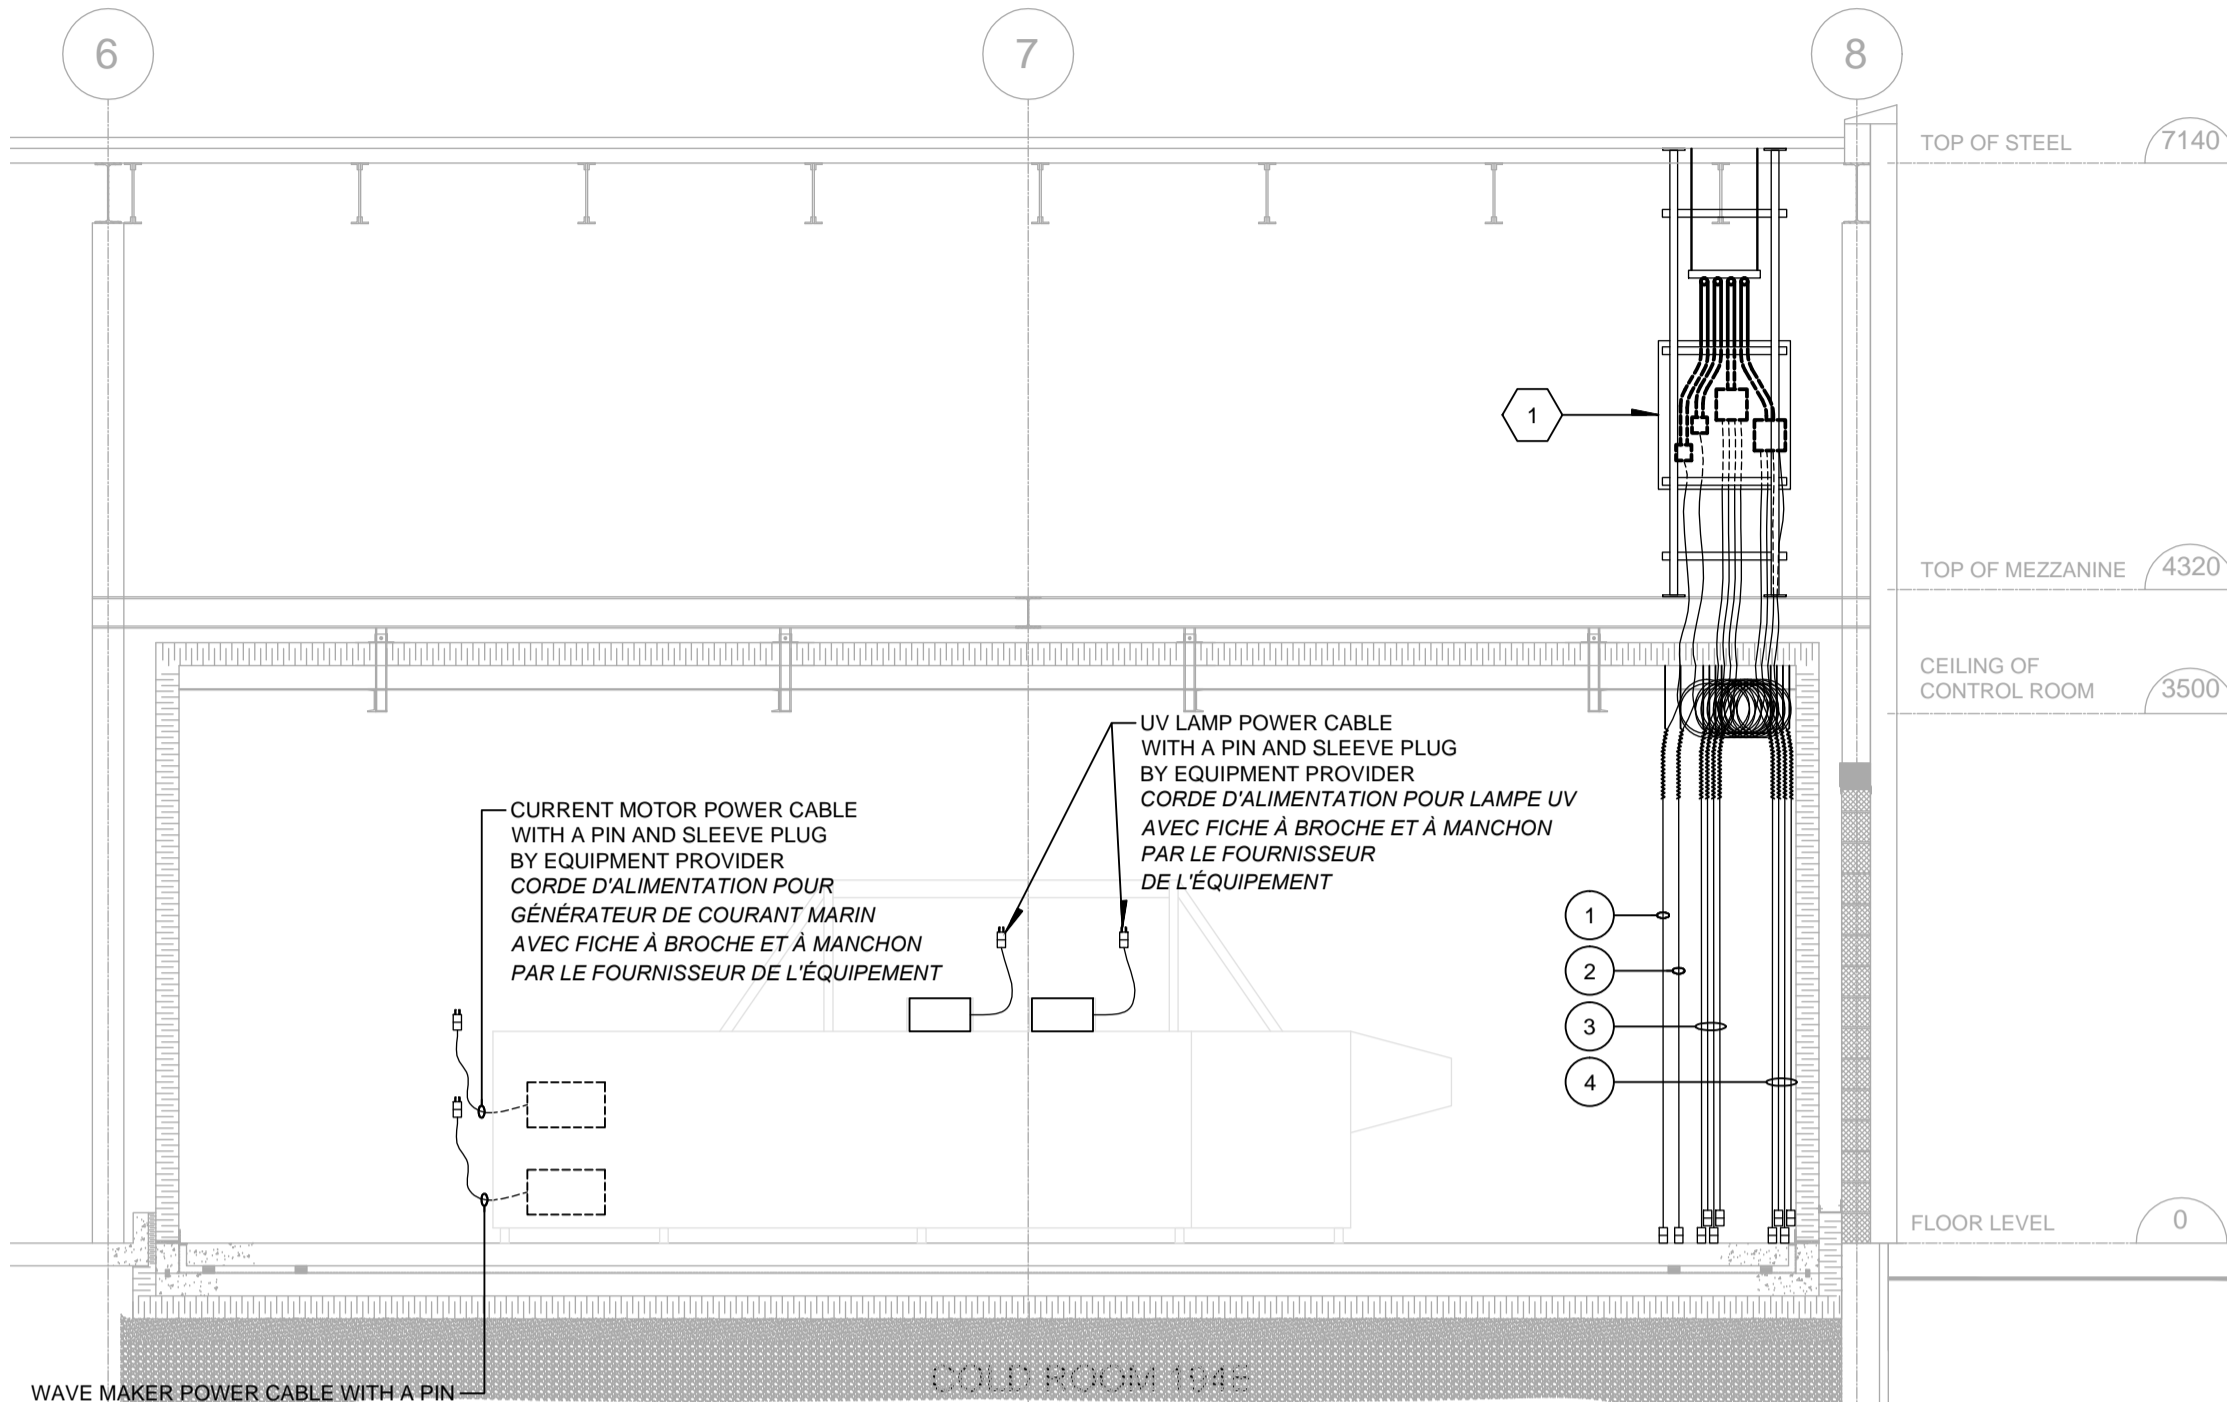 6
7
8
TOP OF STEEL 7140
1
TOP OF MEZZANINE 4320
CEILING OF
CONTROL ROOM 3500
UV LAMP POWER CABLE
WITH A PIN AND SLEEVE PLUG
BY EQUIPMENT PROVIDER
CORDE D'ALIMENTATION POUR LAMPE UV
AVEC FICHE À BROCHE ET À MANCHON
PAR LE FOURNISSEUR
DE L'ÉQUIPEMENT
CURRENT MOTOR POWER CABLE
WITH A PIN AND SLEEVE PLUG
BY EQUIPMENT PROVIDER
CORDE D'ALIMENTATION POUR
GÉNÉRATEUR DE COURANT MARIN
AVEC FICHE À BROCHE ET À MANCHON
PAR LE FOURNISSEUR DE L'ÉQUIPEMENT
1
2
3
4
FLOOR LEVEL 0
COLD ROOM 194E
WAVE MAKER POWER CABLE WITH A PIN